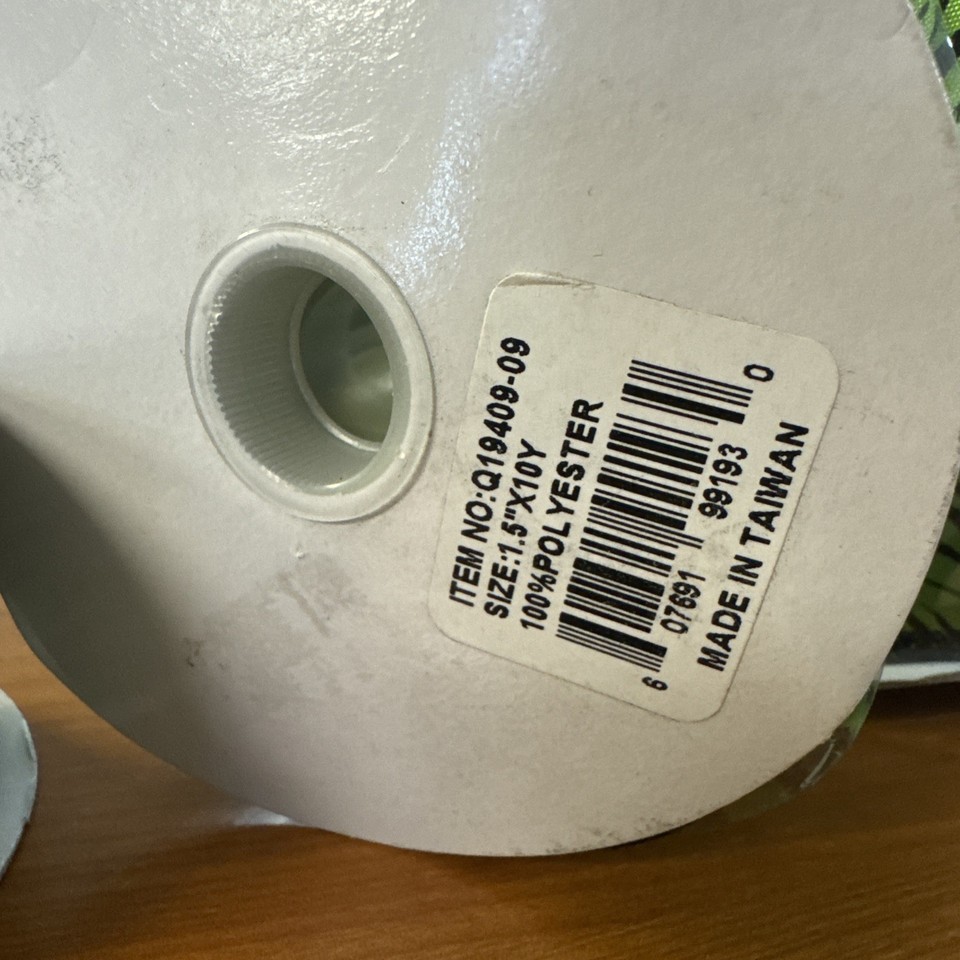 ITEM NO:Q19409-09
SIZE:1.5"X10Y
100%POLYESTER
6 07691 99193 0
MADE IN TAIWAN